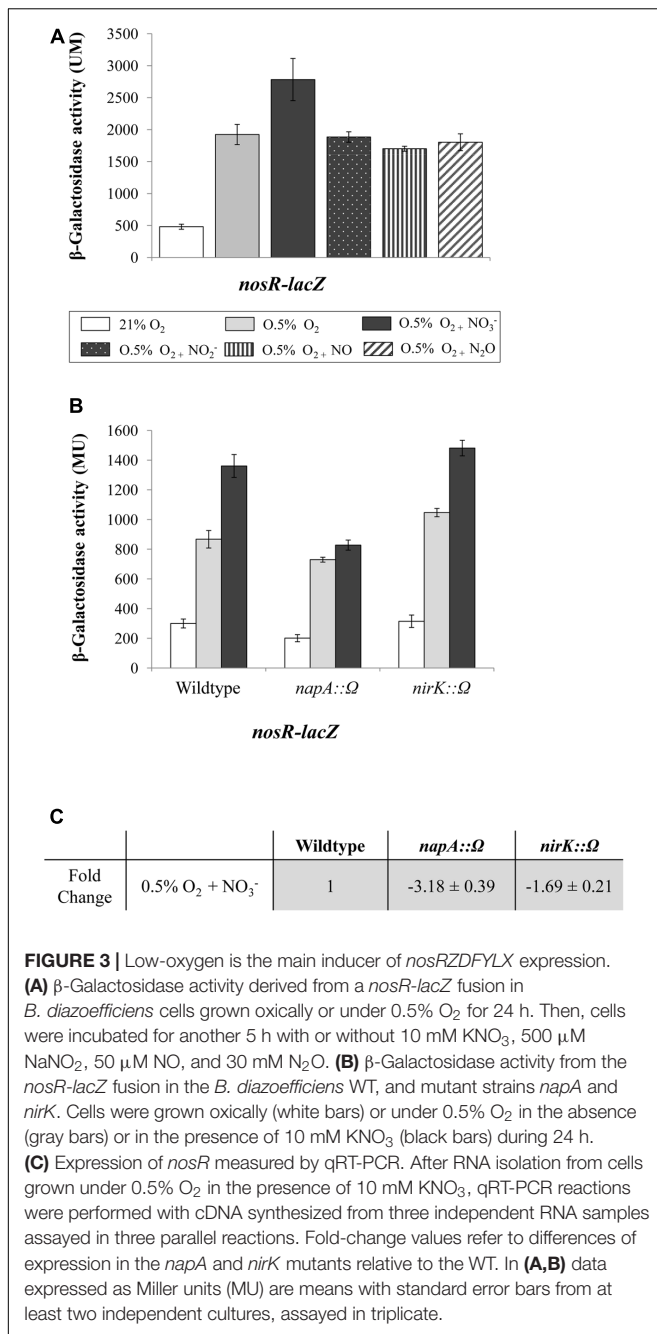 A
β-Galactosidase activity (UM)
3500
3000
2500
2000
1500
1000
500
0
nosR-lacZ
21% O₂
O.5% O₂
O.5% O₂ + NO₃⁻
O.5% O₂ + NO₂⁻
O.5% O₂ + NO
O.5% O₂ + N₂O
B
β-Galactosidase activity (MU)
1600
1400
1200
1000
800
600
400
200
0
Wildtype napA::Ω nirK::Ω
nosR-lacZ
C
Wildtype napA::Ω nirK::Ω
Fold Change 0.5% O₂ + NO₃⁻ 1 -3.18 ± 0.39 -1.69 ± 0.21
FIGURE 3 | Low-oxygen is the main inducer of nosRZDFYLX expression.
(A) β-Galactosidase activity derived from a nosR-lacZ fusion in
B. diazoefficiens cells grown oxically or under 0.5% O₂ for 24 h. Then, cells
were incubated for another 5 h with or without 10 mM KNO₃, 500 μM
NaNO₂, 50 μM NO, and 30 mM N₂O. (B) β-Galactosidase activity from the
nosR-lacZ fusion in the B. diazoefficiens WT, and mutant strains napA and
nirK. Cells were grown oxically (white bars) or under 0.5% O₂ in the absence
(gray bars) or in the presence of 10 mM KNO₃ (black bars) during 24 h.
(C) Expression of nosR measured by qRT-PCR. After RNA isolation from cells
grown under 0.5% O₂ in the presence of 10 mM KNO₃, qRT-PCR reactions
were performed with cDNA synthesized from three independent RNA samples
assayed in three parallel reactions. Fold-change values refer to differences of
expression in the napA and nirK mutants relative to the WT. In (A,B) data
expressed as Miller units (MU) are means with standard error bars from at
least two independent cultures, assayed in triplicate.